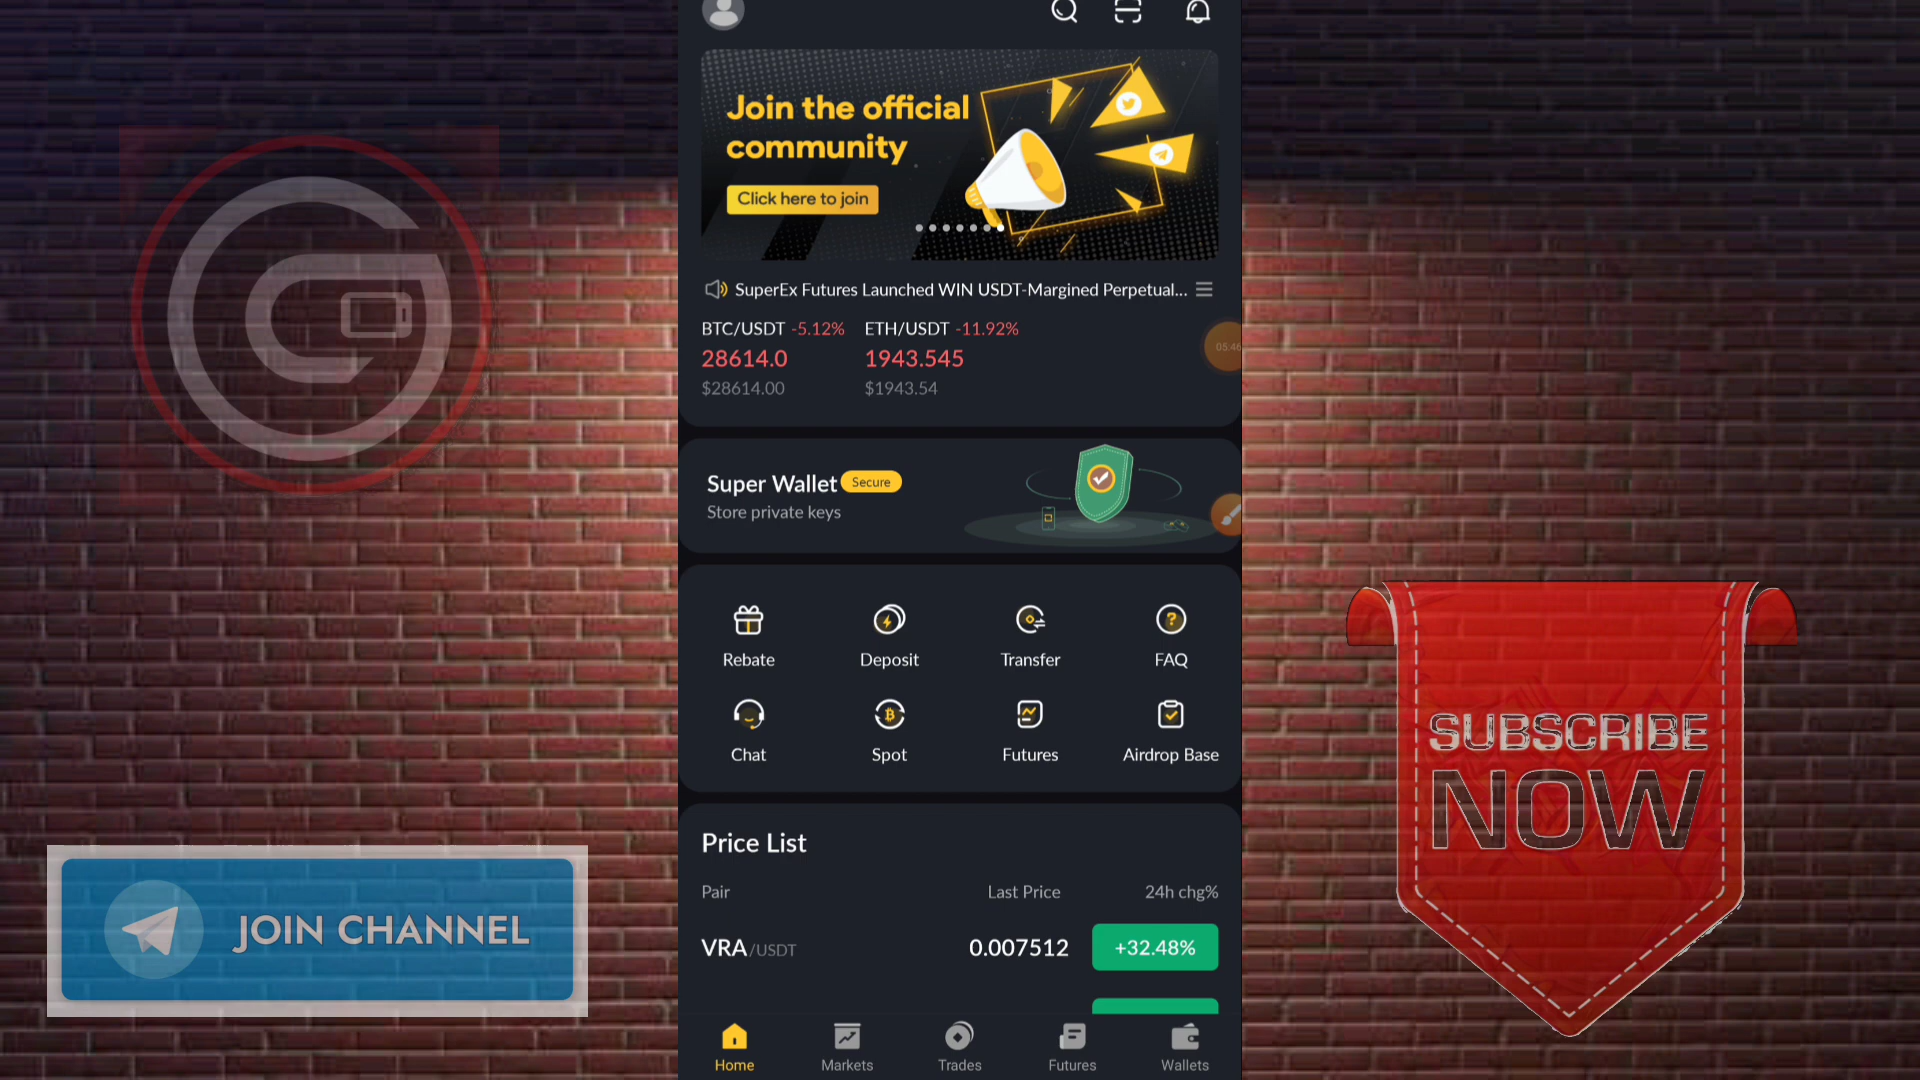 Join the official
community
Click here to join
SuperEx Futures Launched WIN USDT-Margined Perpetual...
BTC/USDT -5.12% ETH/USDT -11.92%
28614.0 1943.545
$28614.00 $1943.54
05:46
Super Wallet Secure
Store private keys
Rebate Deposit Transfer FAQ
Chat Spot Futures Airdrop Base
Price List
Pair Last Price 24h chg%
VRA/USDT 0.007512 +32.48%
Home Markets Trades Futures Wallets
JOIN CHANNEL
SUBSCRIBE
NOW